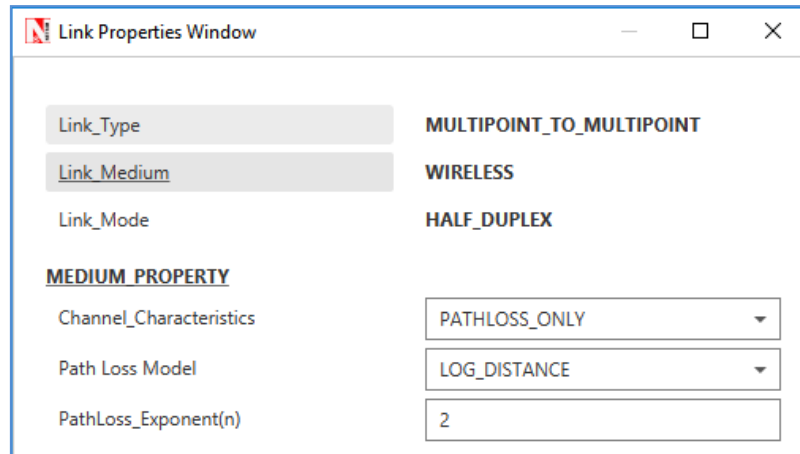 Link Properties Window
Link_Type MULTIPOINT_TO_MULTIPOINT
Link_Medium WIRELESS
Link_Mode HALF_DUPLEX
MEDIUM_PROPERTY
Channel_Characteristics PATHLOSS_ONLY
Path Loss Model LOG_DISTANCE
PathLoss_Exponent(n) 2